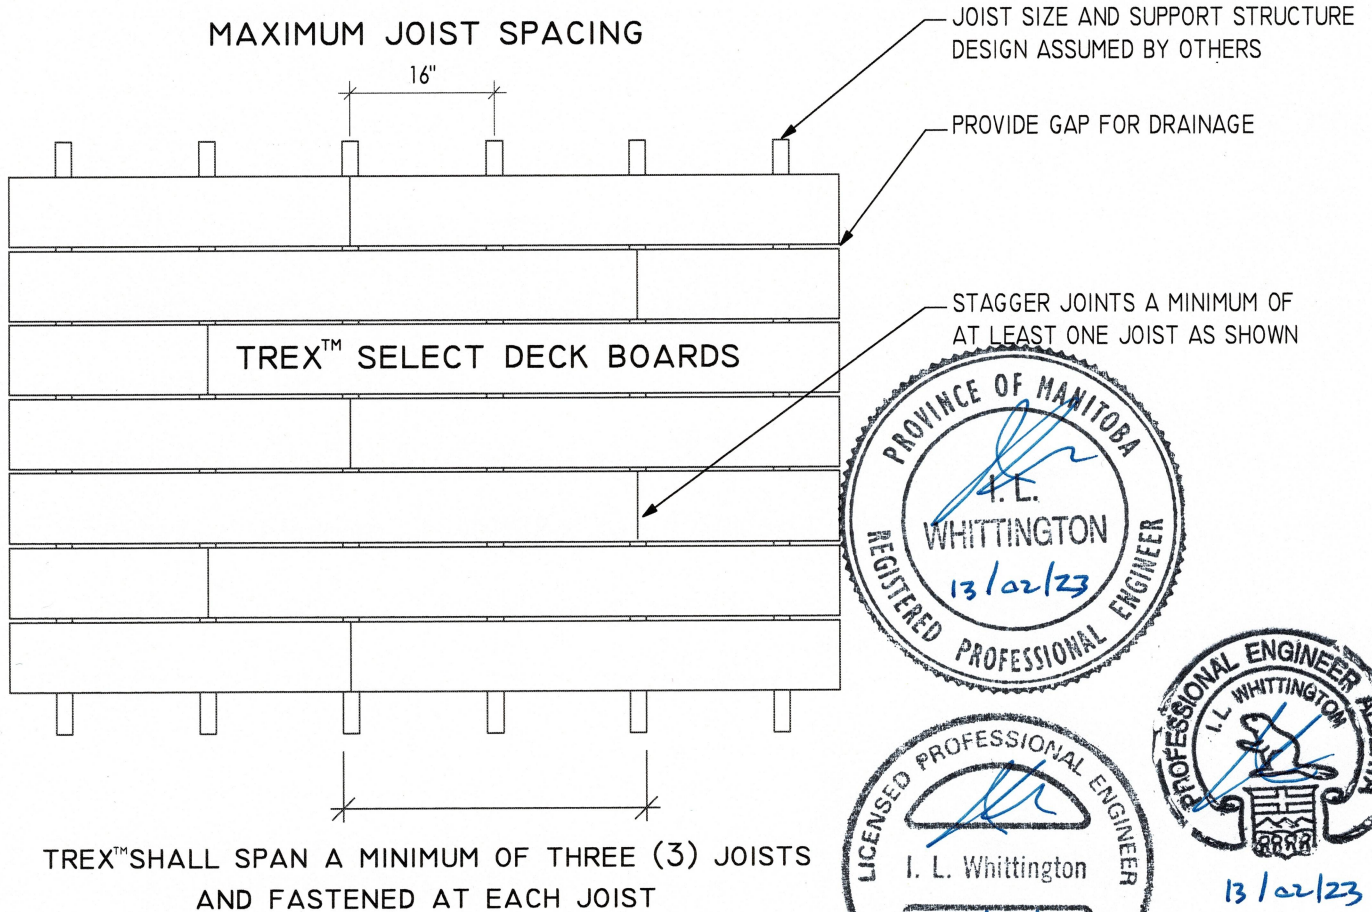 MAXIMUM JOIST SPACING
16"
JOIST SIZE AND SUPPORT STRUCTURE
DESIGN ASSUMED BY OTHERS
PROVIDE GAP FOR DRAINAGE
STAGGER JOINTS A MINIMUM OF
AT LEAST ONE JOIST AS SHOWN
TREX™ SELECT DECK BOARDS
PROVINCE OF MANITOBA
I. L.
WHITTINGTON
13/02/23
REGISTERED PROFESSIONAL ENGINEER
PROFESSIONAL ENGINEER
I. L. WHITTINGTON
13/02/23
LICENSED PROFESSIONAL ENGINEER
I. L. Whittington
TREX™ SHALL SPAN A MINIMUM OF THREE (3) JOISTS
AND FASTENED AT EACH JOIST